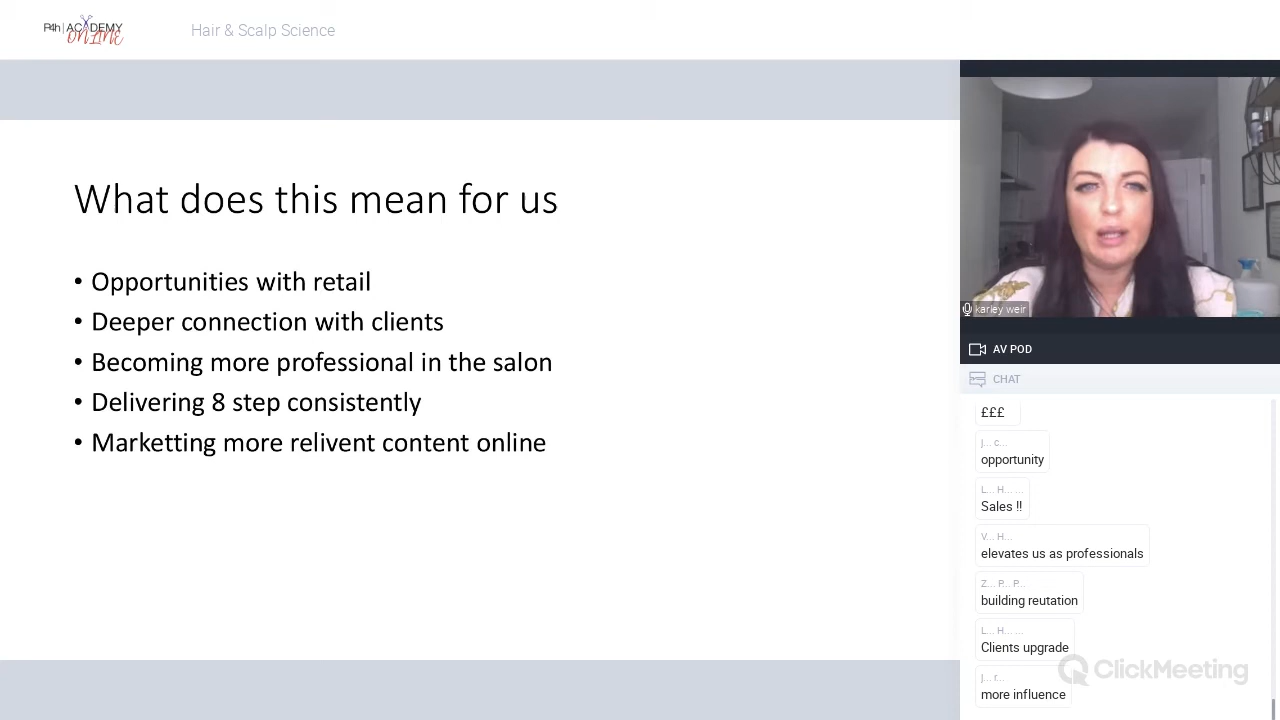 P4h | ACADEMY
ONLINE
Hair & Scalp Science
What does this mean for us
• Opportunities with retail
• Deeper connection with clients
• Becoming more professional in the salon
• Delivering 8 step consistently
• Marketting more relivent content online
karley weir
AV POD
CHAT
£££
J... c...
opportunity
L... H... ...
Sales !!
V... H...
elevates us as professionals
Z... P... P...
building reutation
L... H... ...
Clients upgrade
J... r...
more influence
ClickMeeting